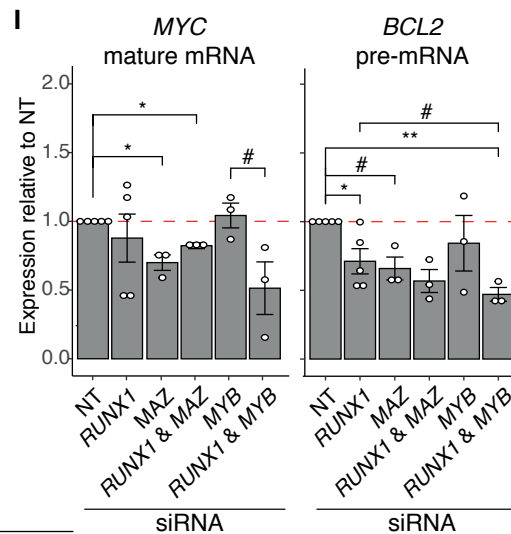 I
MYC
mature mRNA
BCL2
pre-mRNA
Expression relative to NT
2.0
1.5
1.0
0.5
0.0
*
*
#
#
**
#
*
NT
RUNX1
MAZ
RUNX1 & MAZ
MYB
RUNX1 & MYB
NT
RUNX1
MAZ
RUNX1 & MAZ
MYB
RUNX1 & MYB
siRNA
siRNA